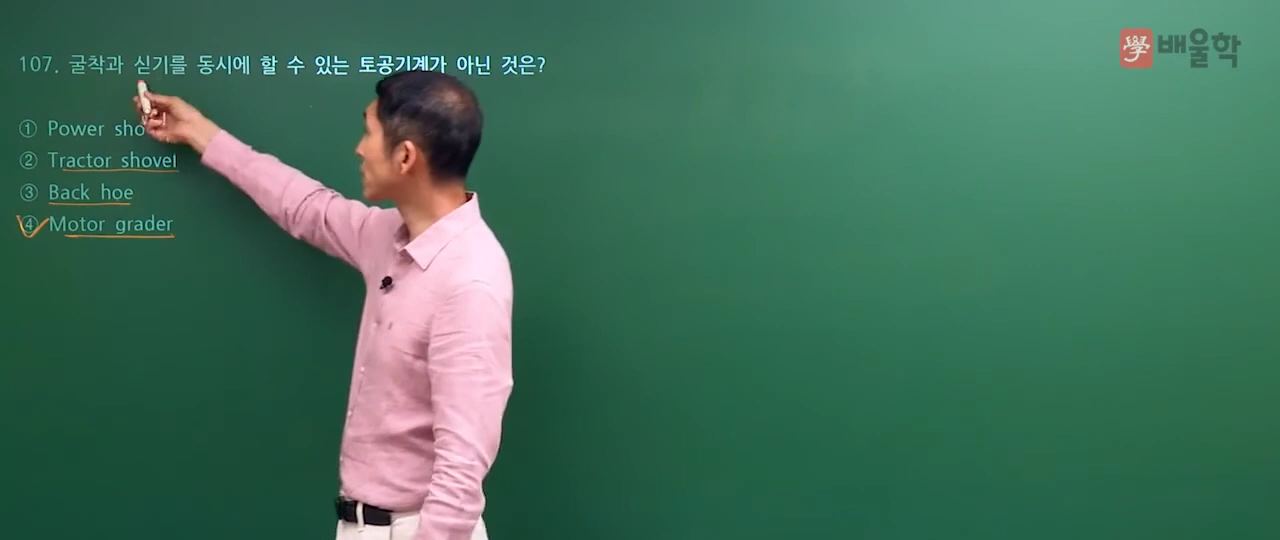 學 배울학
107. 굴착과 싣기를 동시에 할 수 있는 토공기계가 아닌 것은?
① Power sho
② Tractor shovel
③ Back hoe
④ Motor grader